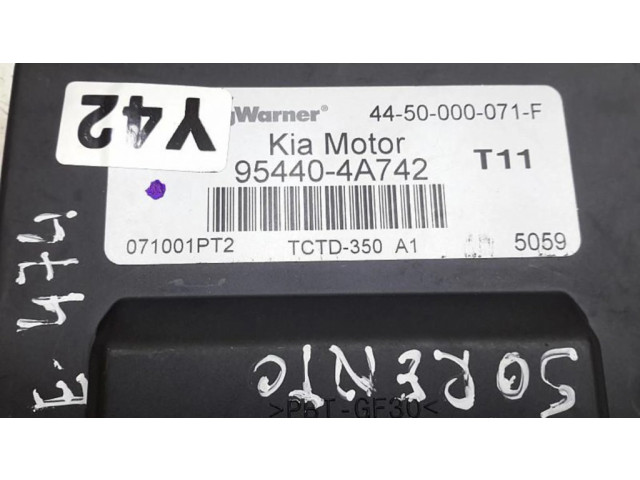 Y42
Warner® 44-50-000-071-F
Kia Motor
95440-4A742 T11
071001PT2 TCTD-350 A1 5059
SORENTO
>PBT-GF30<